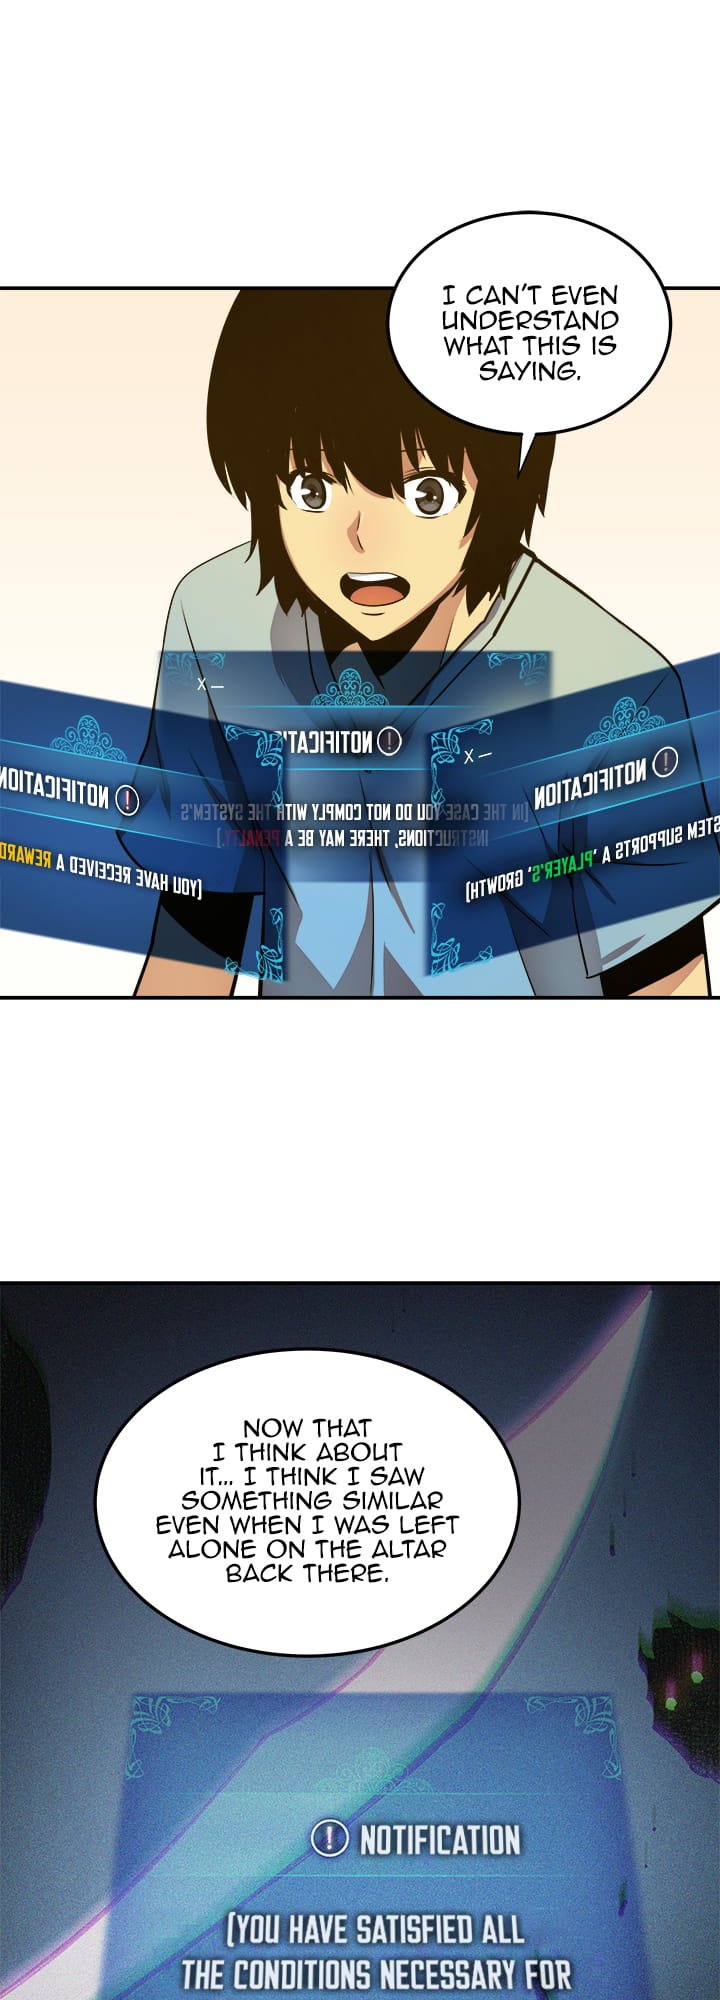 I CAN'T EVEN
UNDERSTAND
WHAT THIS IS
SAYING.
X —
NOTIFICATI
[IN THE CASE YOU DO NOT COMPLY WITH THE SYSTEM'S
INSTRUCTIONS, THERE MAY BE A PENALTY.]
NOTIFICATION
(YOU HAVE RECEIVED A REWARD
X —
NOTIFICATION
STEM SUPPORTS A 'PLAYER'S' GROWTH)
NOW THAT
I THINK ABOUT
IT... I THINK I SAW
SOMETHING SIMILAR
EVEN WHEN I WAS LEFT
ALONE ON THE ALTAR
BACK THERE.
NOTIFICATION
(YOU HAVE SATISFIED ALL
THE CONDITIONS NECESSARY FOR